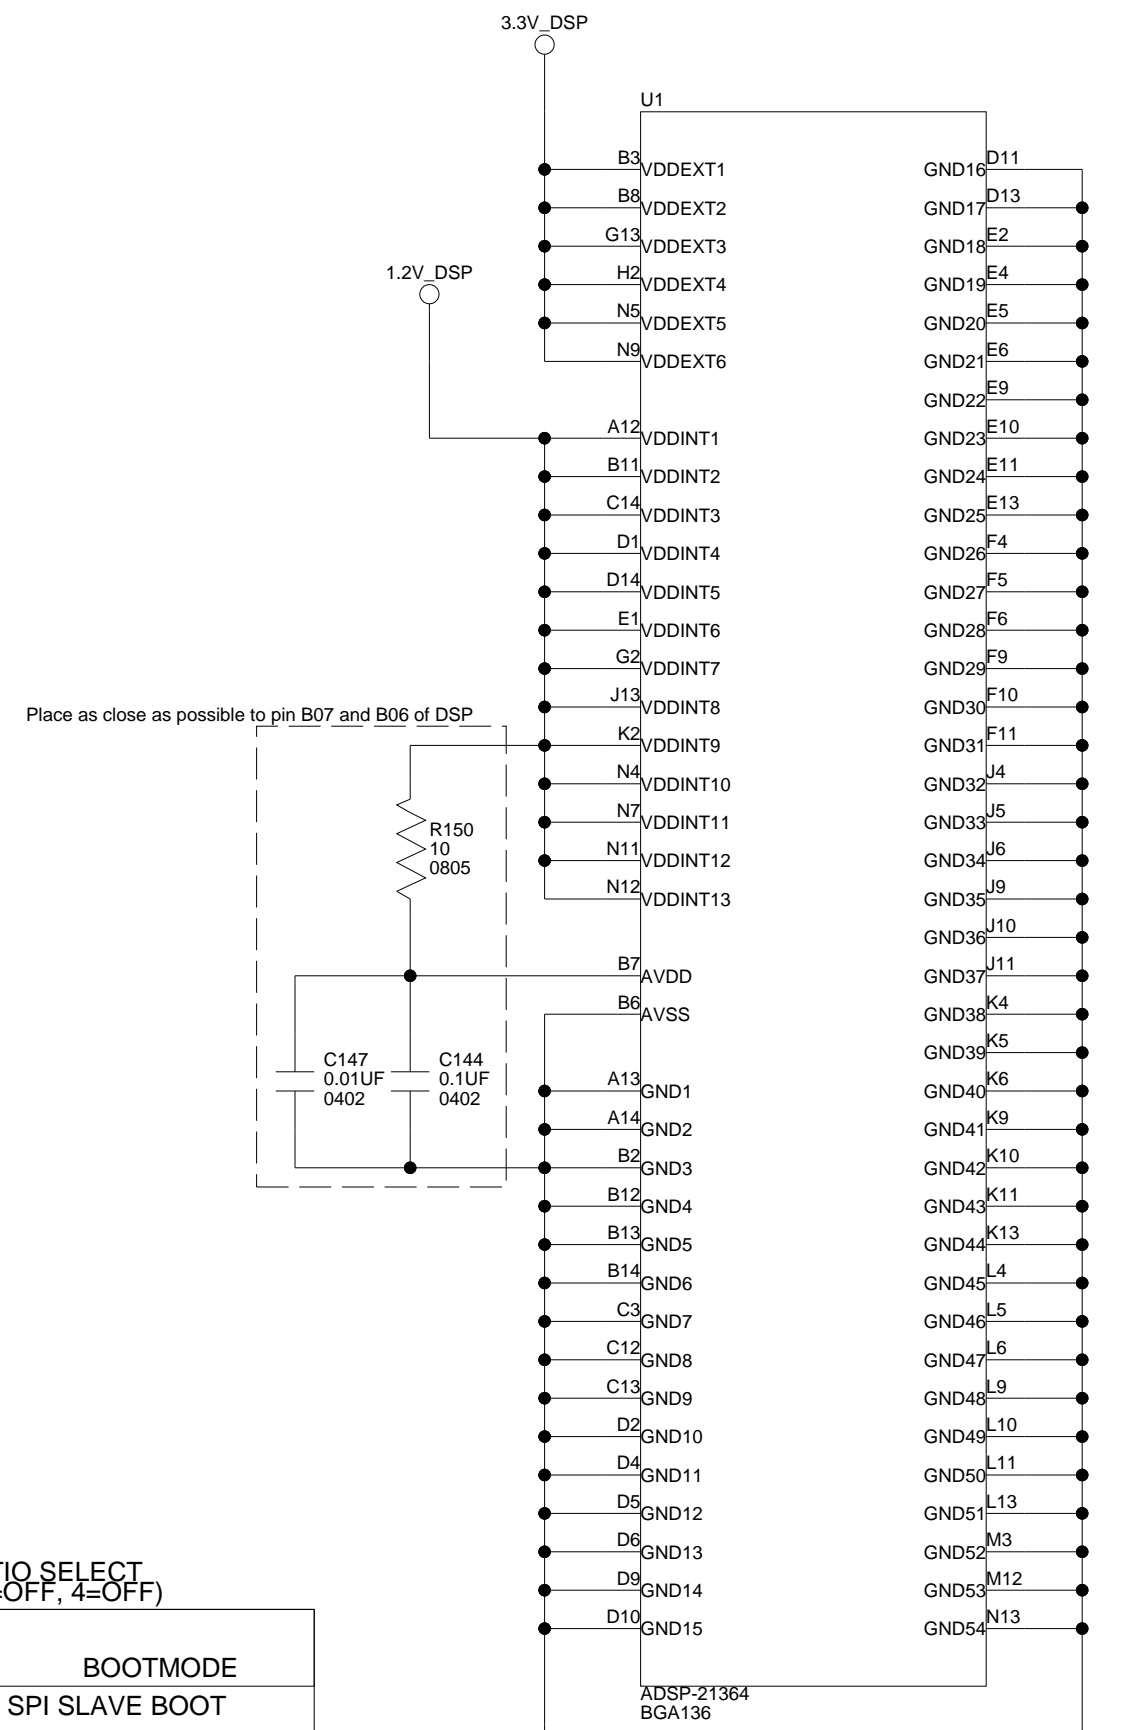 3.3V_DSP
U1
B3 VDDEXT1 GND16 D11
B8 VDDEXT2 GND17 D13
G13 VDDEXT3 GND18 E2
1.2V_DSP
H2 VDDEXT4 GND19 E4
N5 VDDEXT5 GND20 E5
N9 VDDEXT6 GND21 E6
GND22 E9
A12 VDDINT1 GND23 E10
B11 VDDINT2 GND24 E11
C14 VDDINT3 GND25 E13
D1 VDDINT4 GND26 F4
D14 VDDINT5 GND27 F5
E1 VDDINT6 GND28 F6
G2 VDDINT7 GND29 F9
J13 VDDINT8 GND30 F10
Place as close as possible to pin B07 and B06 of DSP
K2 VDDINT9 GND31 F11
N4 VDDINT10 GND32 J4
N7 VDDINT11 GND33 J5
R150
10
0805
N11 VDDINT12 GND34 J6
N12 VDDINT13 GND35 J9
GND36 J10
B7 AVDD GND37 J11
B6 AVSS GND38 K4
GND39 K5
C147
0.01UF
0402
C144
0.1UF
0402
A13 GND1 GND40 K6
A14 GND2 GND41 K9
B2 GND3 GND42 K10
B12 GND4 GND43 K11
B13 GND5 GND44 K13
B14 GND6 GND45 L4
C3 GND7 GND46 L5
C12 GND8 GND47 L6
C13 GND9 GND48 L9
D2 GND10 GND49 L10
D4 GND11 GND50 L11
D5 GND12 GND51 L13
D6 GND13 GND52 M3
D9 GND14 GND53 M12
D10 GND15 GND54 N13
ADSP-21364
BGA136
TIO SELECT
=OFF, 4=OFF)
BOOTMODE
SPI SLAVE BOOT